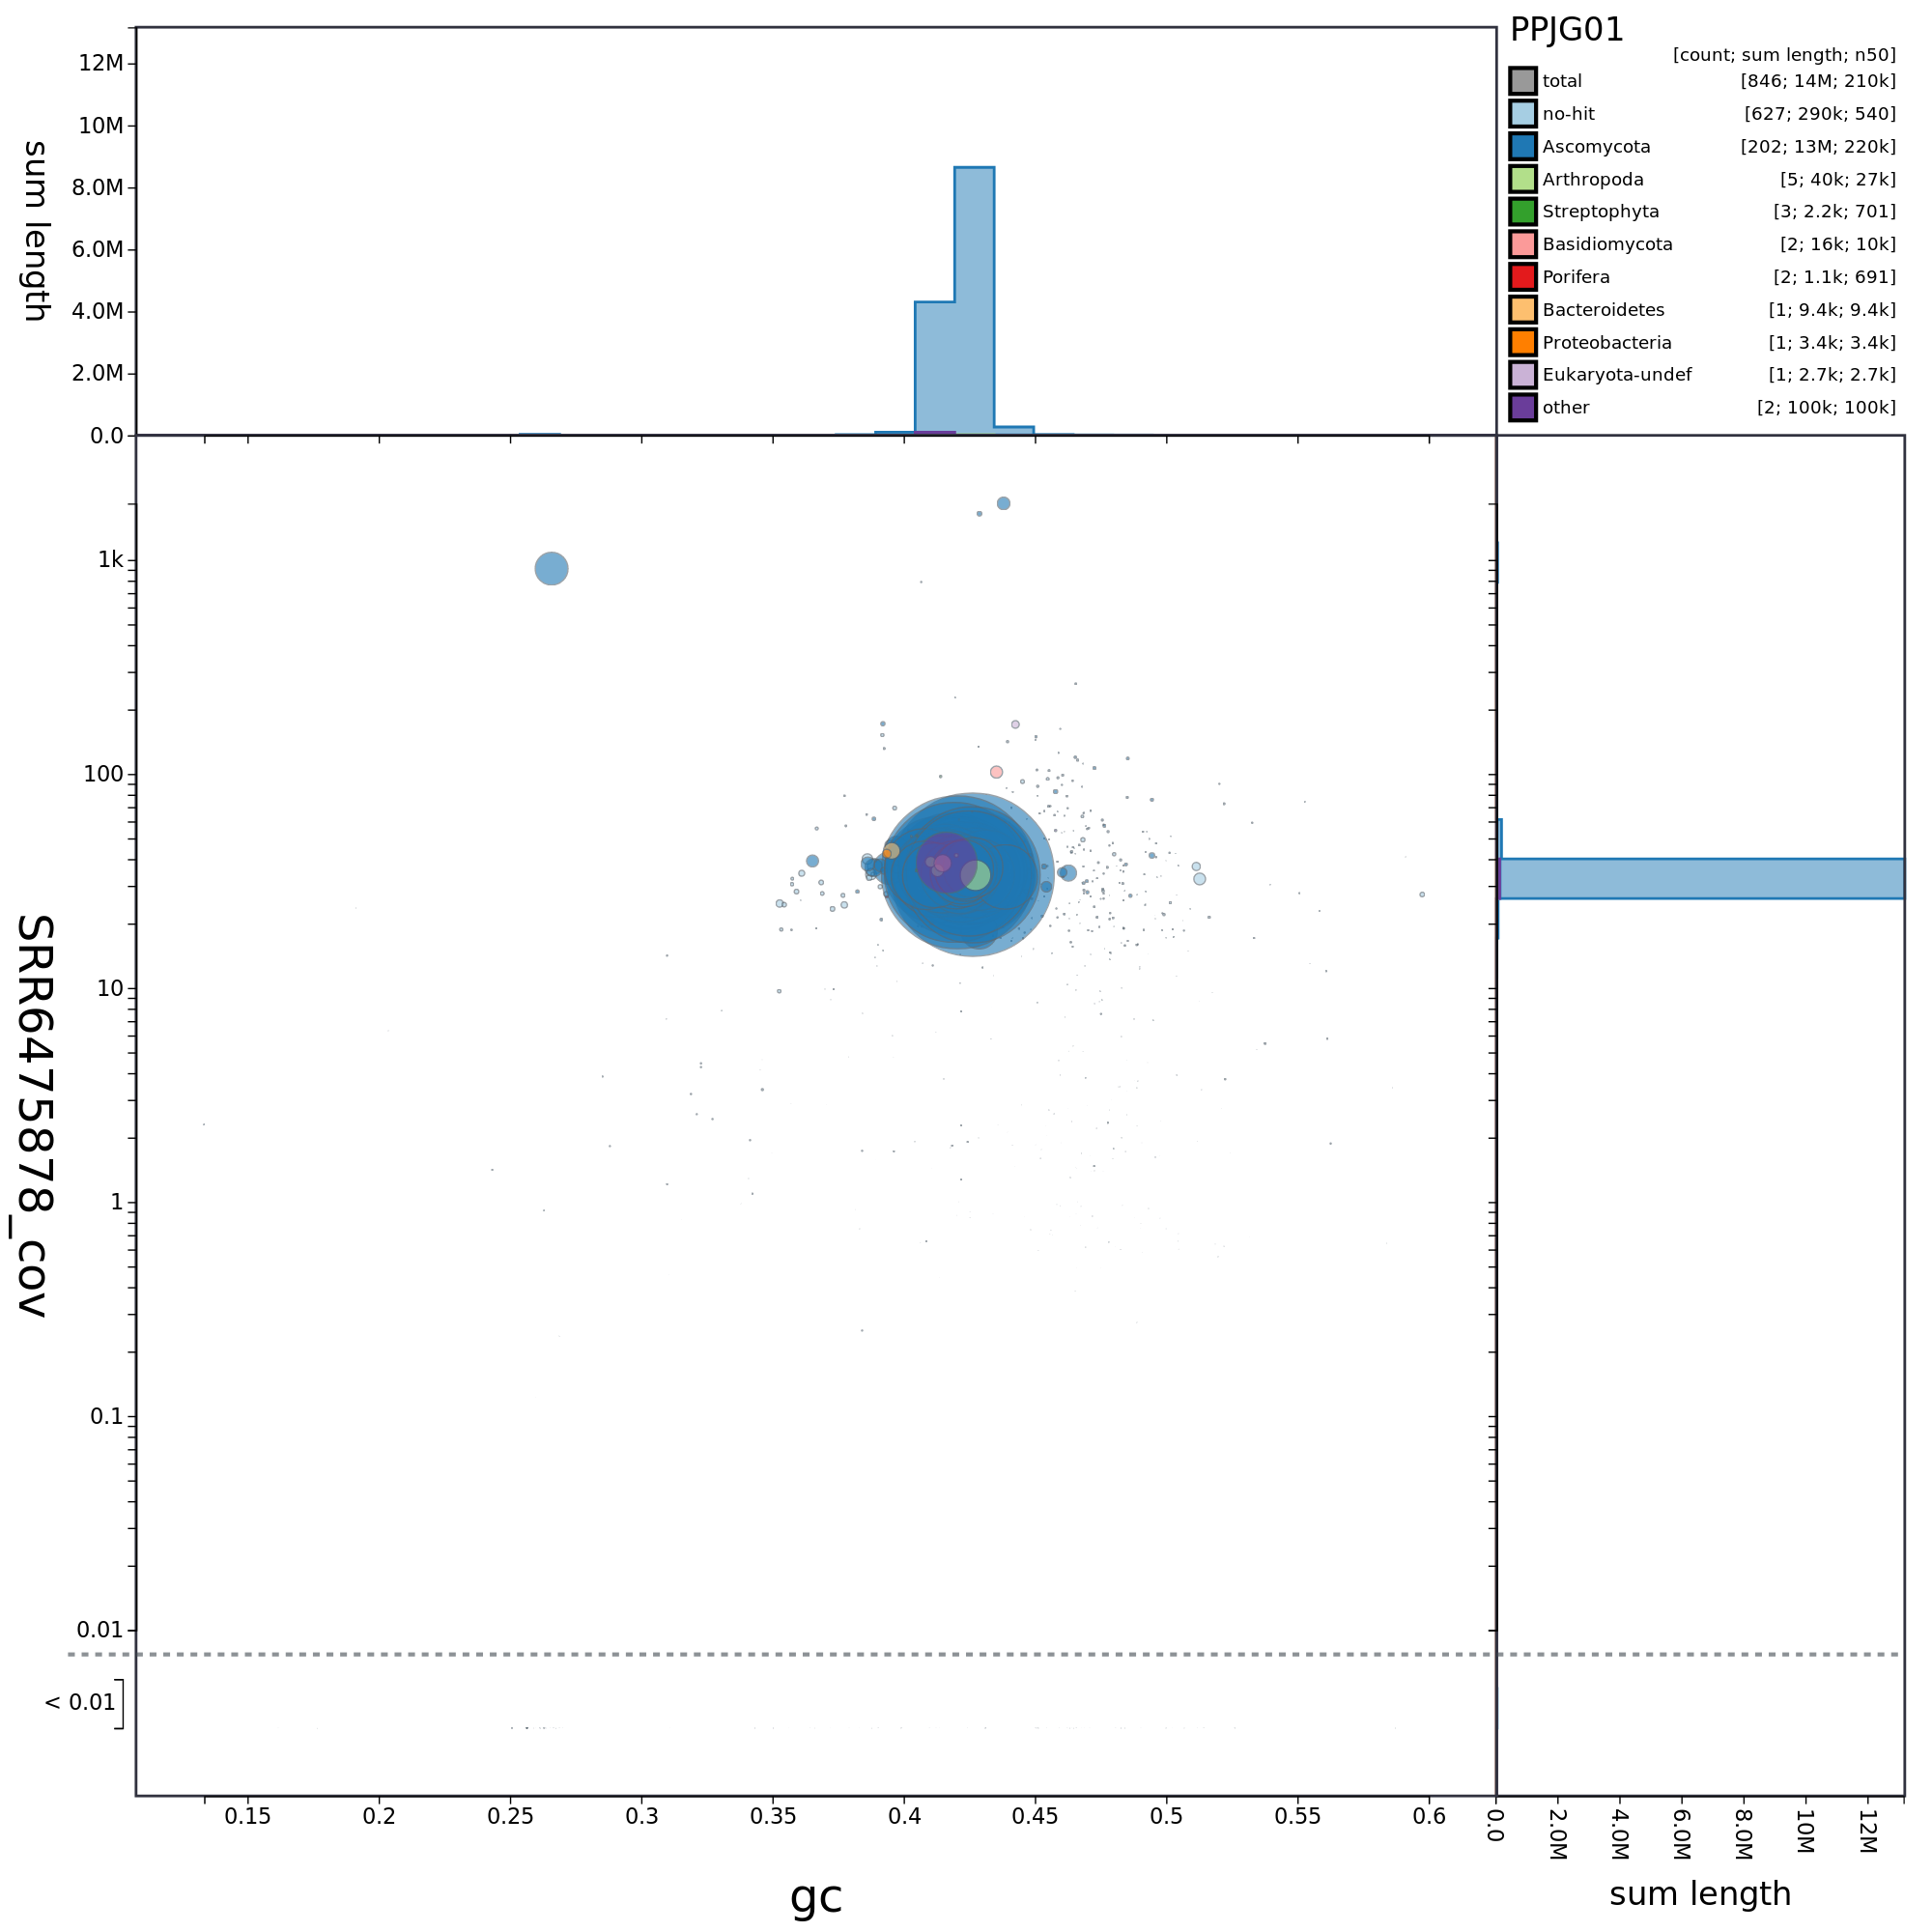 PPJG01
[count; sum length; n50]
total [846; 14M; 210k]
no-hit [627; 290k; 540]
Ascomycota [202; 13M; 220k]
Arthropoda [5; 40k; 27k]
Streptophyta [3; 2.2k; 701]
Basidiomycota [2; 16k; 10k]
Porifera [2; 1.1k; 691]
Bacteroidetes [1; 9.4k; 9.4k]
Proteobacteria [1; 3.4k; 3.4k]
Eukaryota-undef [1; 2.7k; 2.7k]
other [2; 100k; 100k]
sum length
12M
10M
8.0M
6.0M
4.0M
2.0M
0.0
SRR6475878_cov
1k
100
10
1
0.1
0.01
< 0.01
0.15 0.2 0.25 0.3 0.35 0.4 0.45 0.5 0.55 0.6
gc
0.0 2.0M 4.0M 6.0M 8.0M 10M 12M
sum length